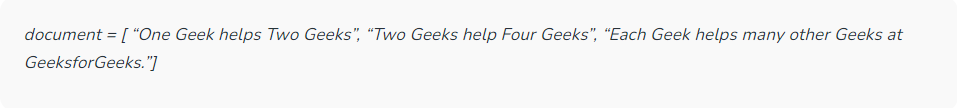 document = [ “One Geek helps Two Geeks”, “Two Geeks help Four Geeks”, “Each Geek helps many other Geeks at
GeeksforGeeks.”]